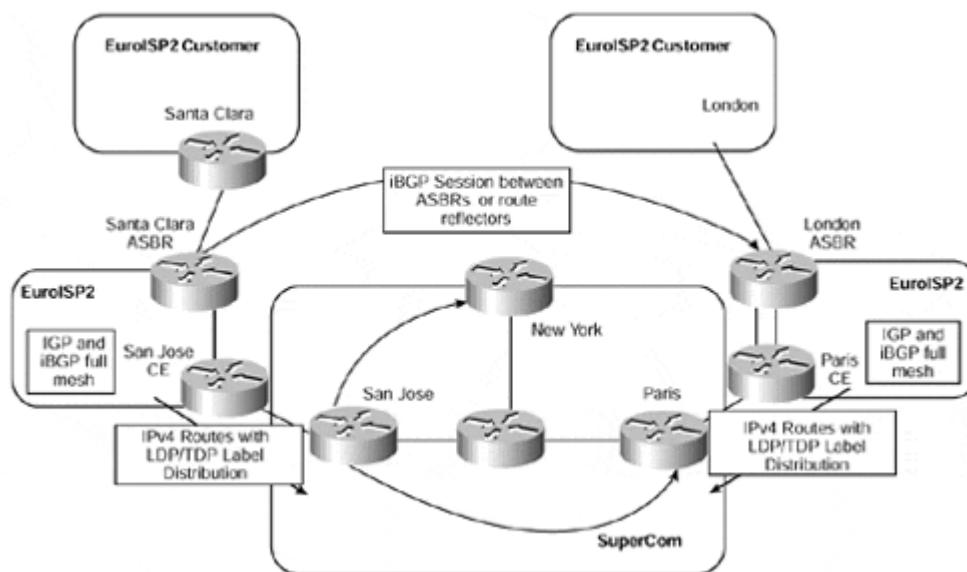 EuroISP2 Customer
Santa Clara
EuroISP2 Customer
London
iBGP Session between
ASBRs or route
reflectors
Santa Clara
ASBR
London
ASBR
EuroISP2
IGP and
iBGP full
mesh
San Jose
CE
New York
EuroISP2
IGP and
iBGP full
mesh
Paris
CE
San Jose
Paris
IPv4 Routes with
LDP/TDP Label
Distribution
IPv4 Routes with
LDP/TDP Label
Distribution
SuperCom